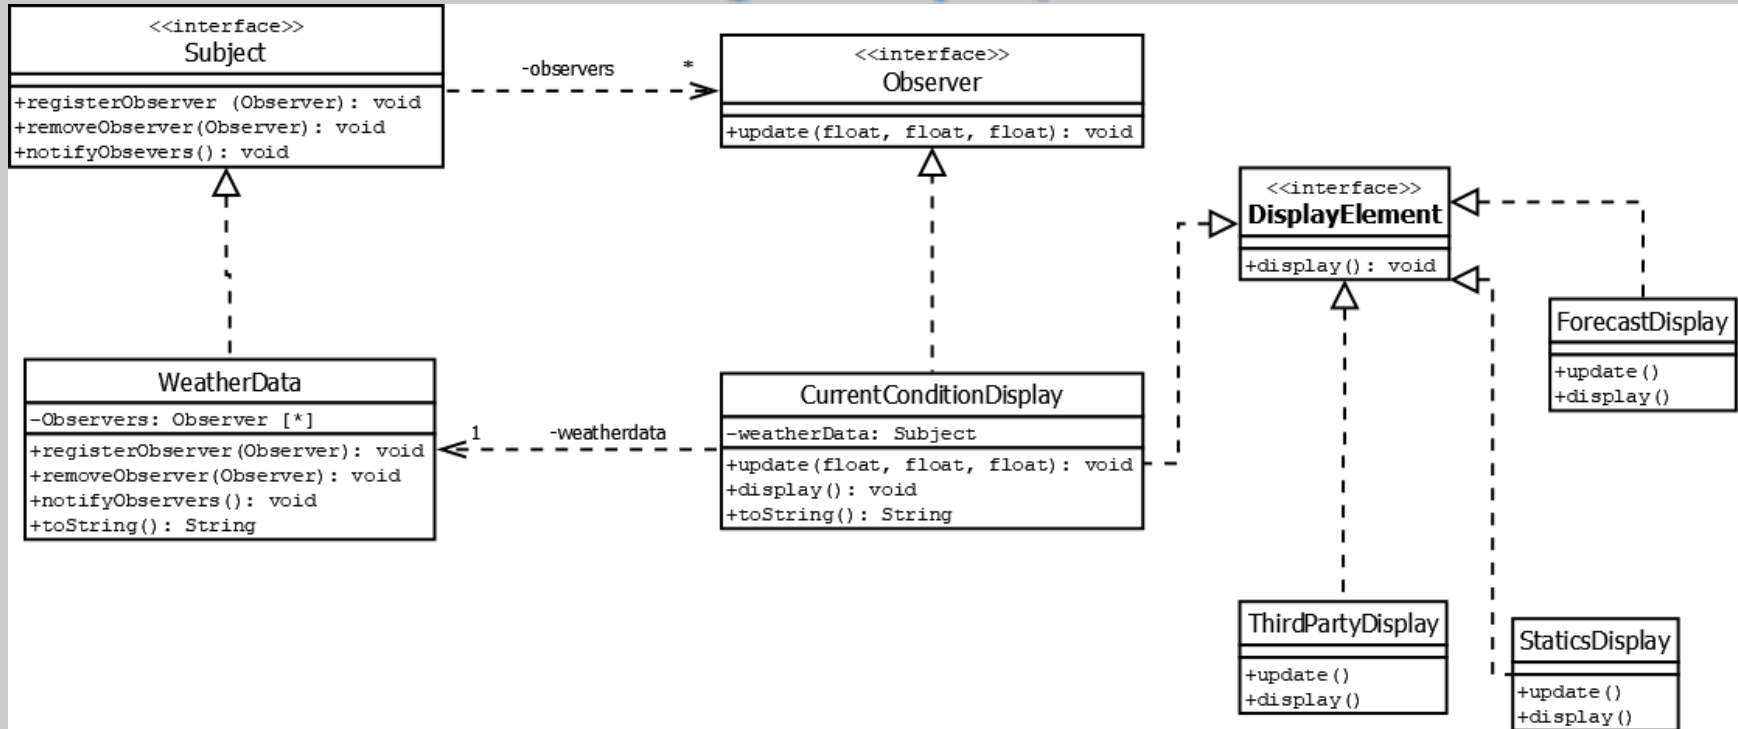 <<interface>>
Subject
+registerObserver (Observer): void
+removeObserver(Observer): void
+notifyObsevers(): void
-observers
*
<<interface>>
Observer
+update(float, float, float): void
<<interface>>
DisplayElement
+display(): void
ForecastDisplay
+update()
+display()
WeatherData
-Observers: Observer [*]
+registerObserver(Observer): void
+removeObserver(Observer): void
+notifyObservers(): void
+toString(): String
1
-weatherdata
CurrentConditionDisplay
-weatherData: Subject
+update(float, float, float): void
+display(): void
+toString(): String
ThirdPartyDisplay
+update()
+display()
StaticsDisplay
+update()
+display()